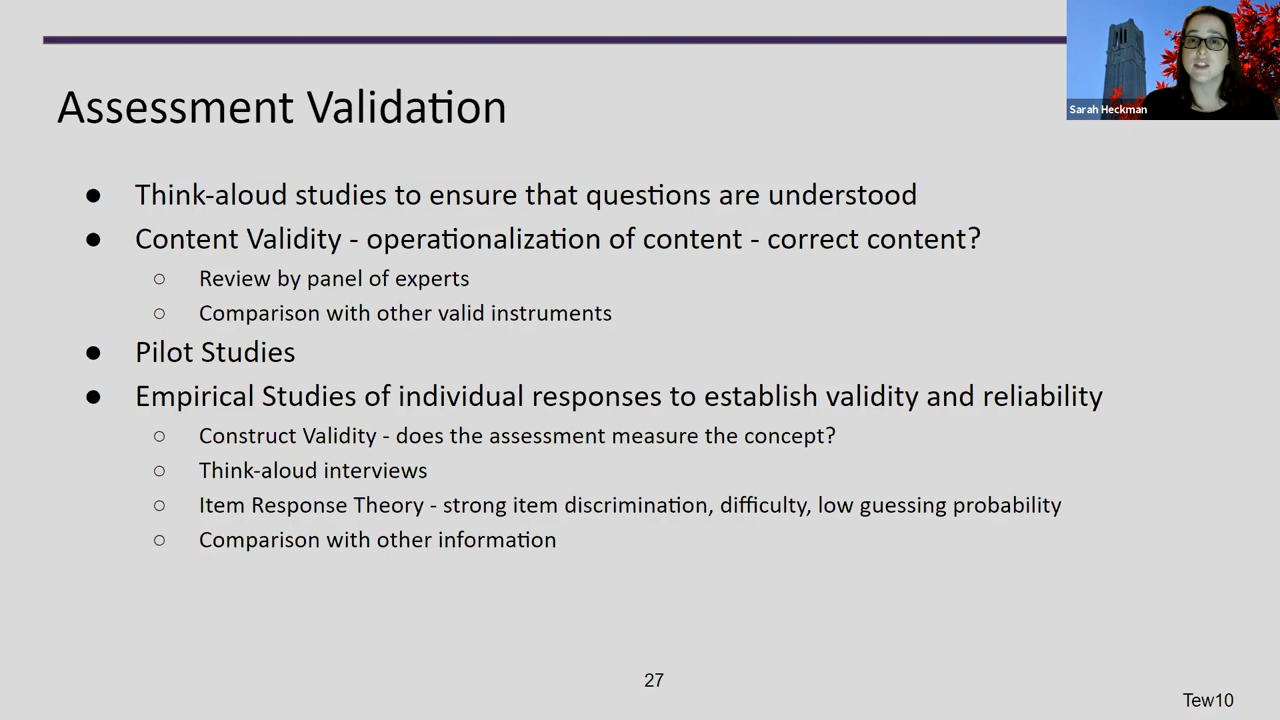 Sarah Heckman
Assessment Validation
● Think-aloud studies to ensure that questions are understood
● Content Validity - operationalization of content - correct content?
○ Review by panel of experts
○ Comparison with other valid instruments
● Pilot Studies
● Empirical Studies of individual responses to establish validity and reliability
○ Construct Validity - does the assessment measure the concept?
○ Think-aloud interviews
○ Item Response Theory - strong item discrimination, difficulty, low guessing probability
○ Comparison with other information
27
Tew10